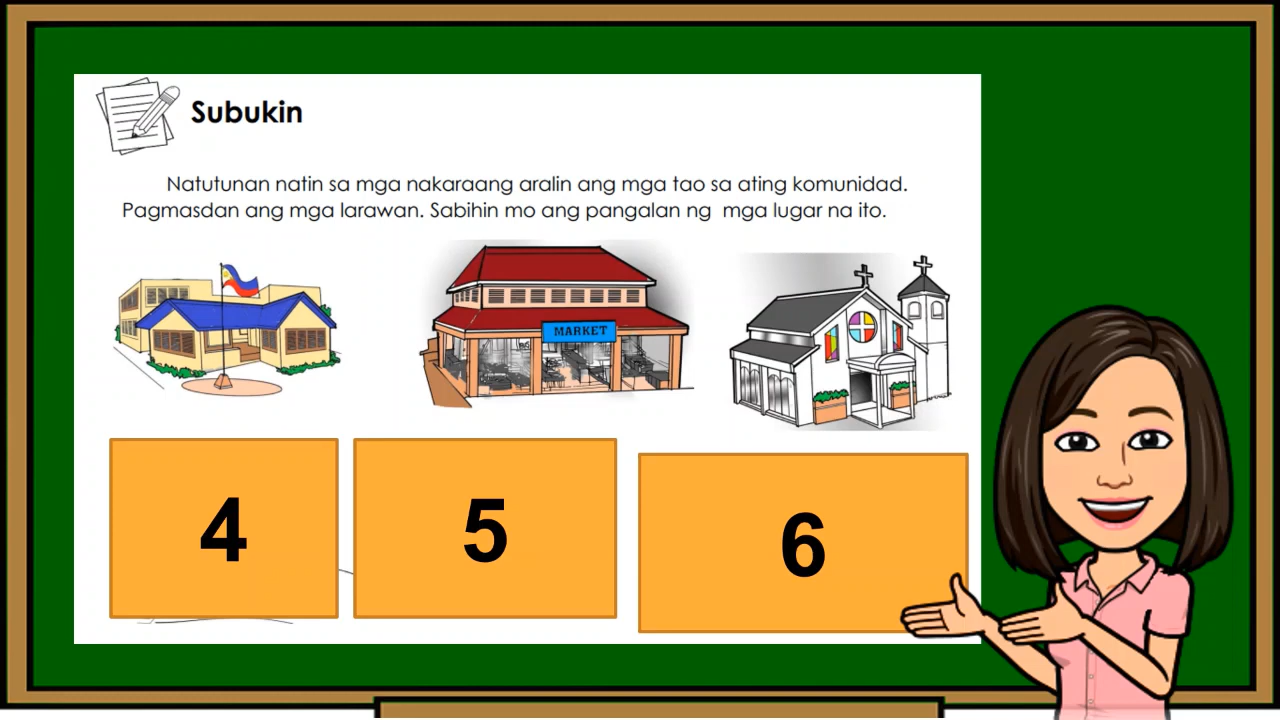 Subukin
Natutunan natin sa mga nakaraang aralin ang mga tao sa ating komunidad.
Pagmasdan ang mga larawan. Sabihin mo ang pangalan ng mga lugar na ito.
MARKET
4
5
6